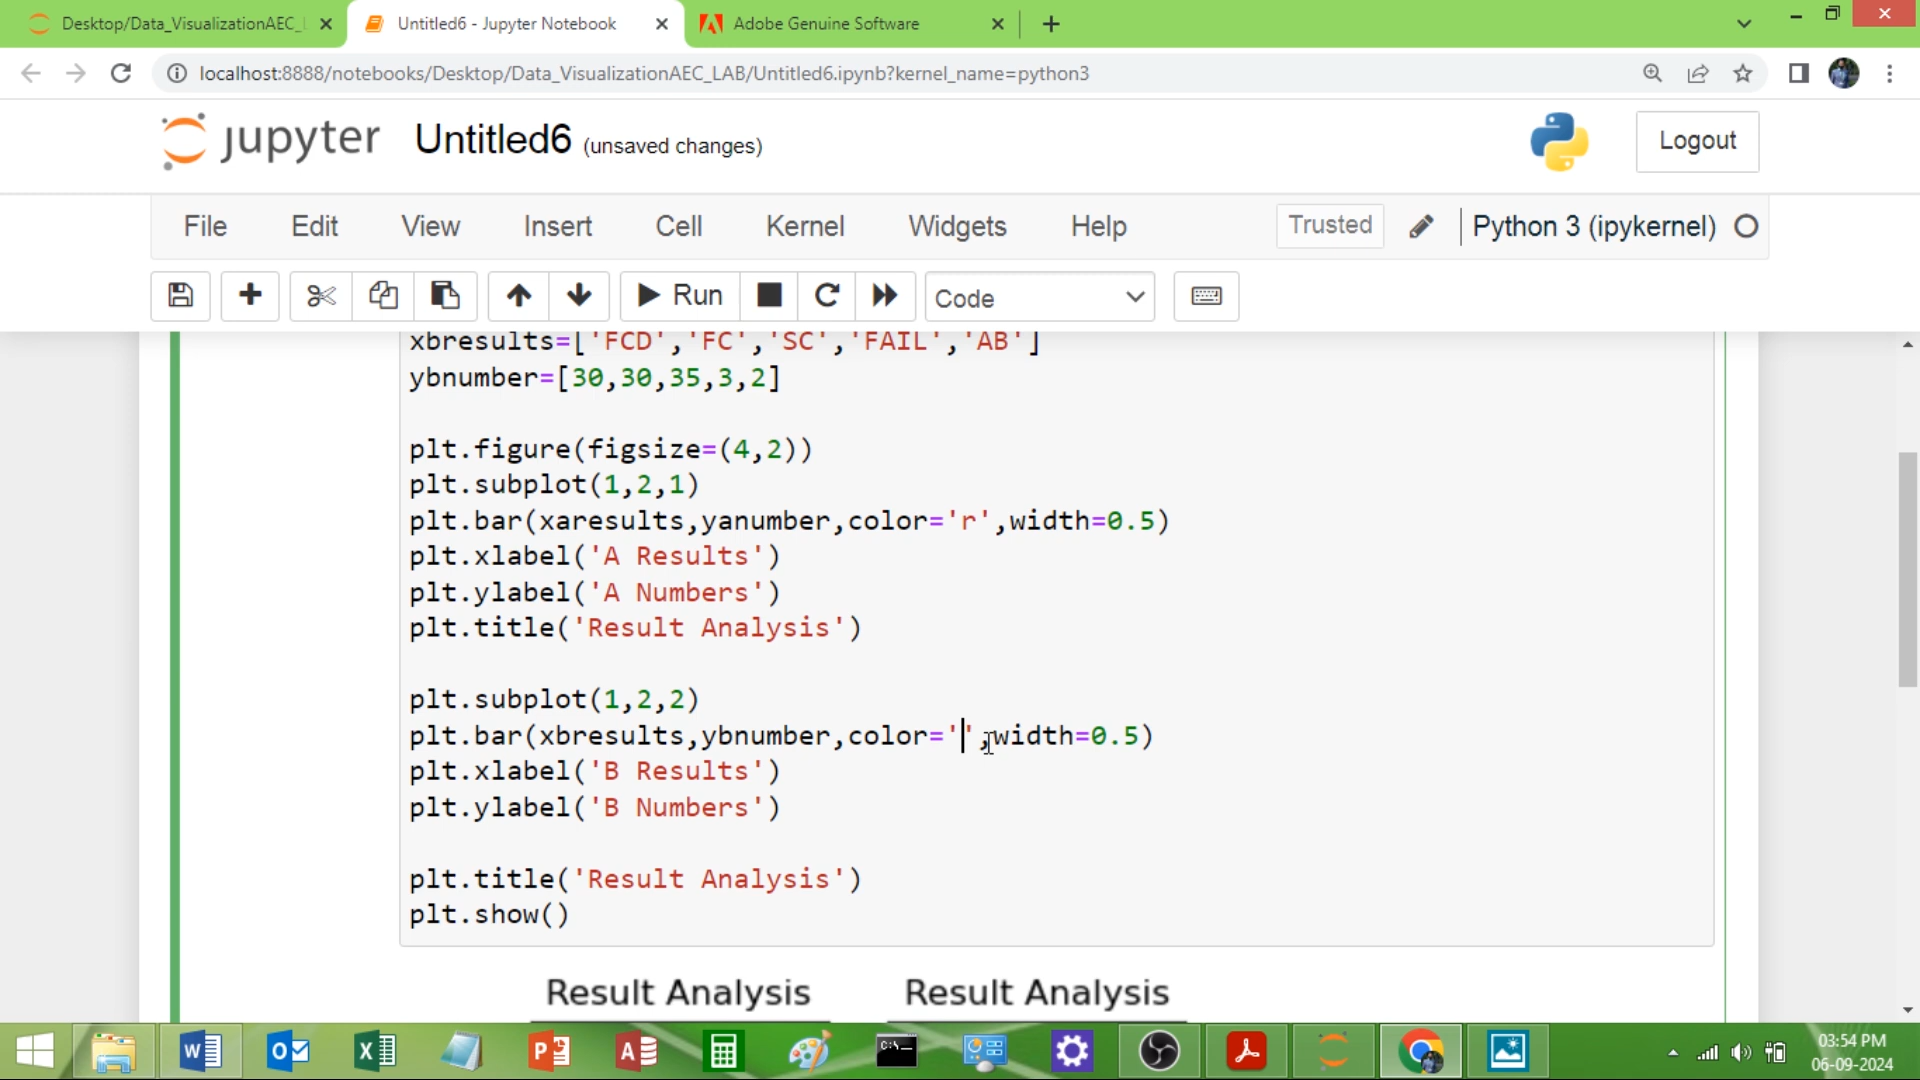 Desktop/Data_VisualizationAEC_L
Untitled6 - Jupyter Notebook
Adobe Genuine Software
localhost:8888/notebooks/Desktop/Data_VisualizationAEC_LAB/Untitled6.ipynb?kernel_name=python3
jupyter Untitled6 (unsaved changes)
Logout
File Edit View Insert Cell Kernel Widgets Help Trusted Python 3 (ipykernel)
Run Code
xbresults=['FCD','FC','SC','FAIL','AB']
ybnumber=[30,30,35,3,2]
plt.figure(figsize=(4,2))
plt.subplot(1,2,1)
plt.bar(xaresults,yanumber,color='r',width=0.5)
plt.xlabel('A Results')
plt.ylabel('A Numbers')
plt.title('Result Analysis')
plt.subplot(1,2,2)
plt.bar(xbresults,ybnumber,color='',width=0.5)
plt.xlabel('B Results')
plt.ylabel('B Numbers')
plt.title('Result Analysis')
plt.show()
Result Analysis Result Analysis
03:54 PM
06-09-2024